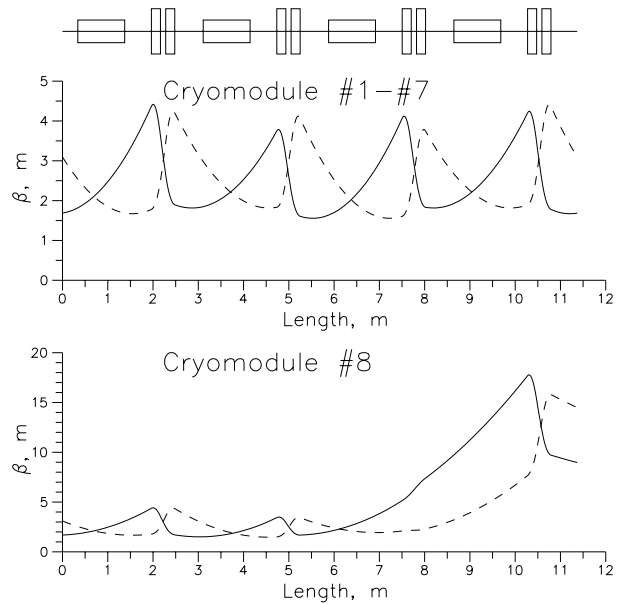 Cryomodule #1−#7
5
4
3
2
1
0
β, m
0 1 2 3 4 5 6 7 8 9 10 11 12
Length, m
Cryomodule #8
20
15
10
5
0
β, m
0 1 2 3 4 5 6 7 8 9 10 11 12
Length, m